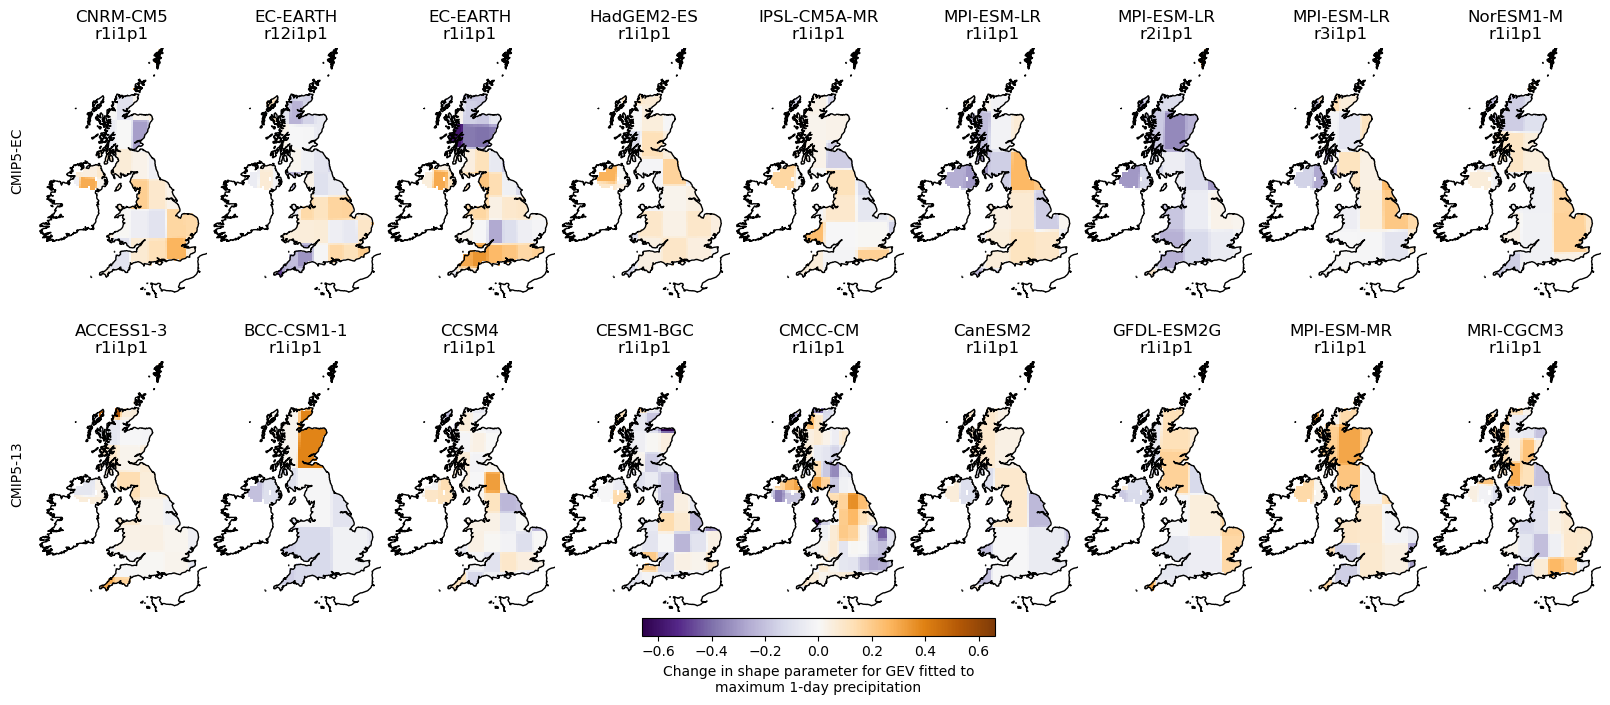 CNRM-CM5 EC-EARTH EC-EARTH HadGEM2-ES IPSL-CM5A-MR MPI-ESM-LR MPI-ESM-LR MPI-ESM-LR NorESM1-M
r1i1p1 r12i1p1 r1i1p1 r1i1p1 r1i1p1 r1i1p1 r2i1p1 r3i1p1 r1i1p1
CMIP5-EC
ACCESS1-3 BCC-CSM1-1 CCSM4 CESM1-BGC CMCC-CM CanESM2 GFDL-ESM2G MPI-ESM-MR MRI-CGCM3
r1i1p1 r1i1p1 r1i1p1 r1i1p1 r1i1p1 r1i1p1 r1i1p1 r1i1p1 r1i1p1
CMIP5-13
−0.6 −0.4 −0.2 0.0 0.2 0.4 0.6
Change in shape parameter for GEV fitted to
maximum 1-day precipitation